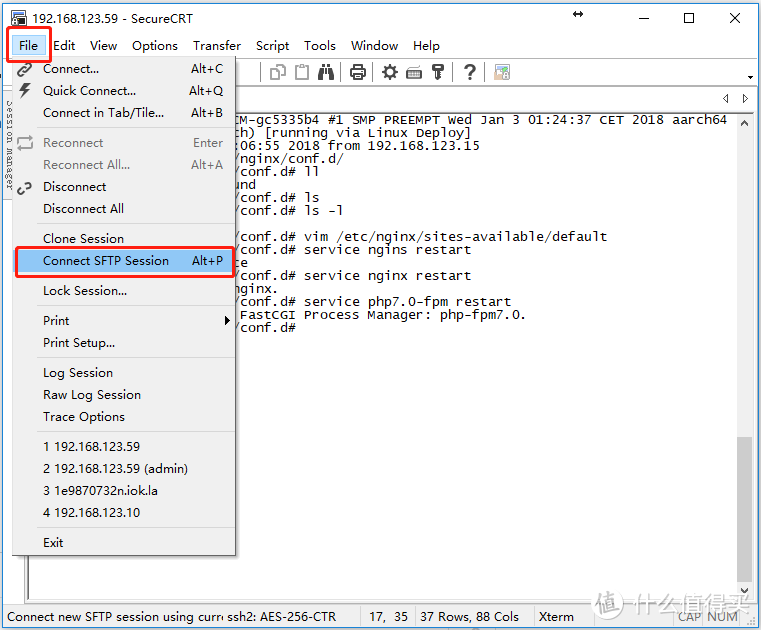 192.168.123.59 - SecureCRT
File Edit View Options Transfer Script Tools Window Help
Connect... Alt+C
Quick Connect... Alt+Q
Connect in Tab/Tile... Alt+B
Reconnect Enter
Reconnect All... Alt+A
Disconnect
Disconnect All
Clone Session
Connect SFTP Session Alt+P
Lock Session...
Print
Print Setup...
Log Session
Raw Log Session
Trace Options
1 192.168.123.59
2 192.168.123.59 (admin)
3 1e9870732n.iok.la
4 192.168.123.10
Exit
Session Manager
CM-gc5335b4 #1 SMP PREEMPT Wed Jan 3 01:24:37 CET 2018 aarch64
ch) [running via Linux Deploy]
:06:55 2018 from 192.168.123.15
/nginx/conf.d/
/conf.d# ll
und
/conf.d# ls
/conf.d# ls -l
/conf.d# vim /etc/nginx/sites-available/default
/conf.d# service ngins restart
ce
/conf.d# service nginx restart
nginx.
/conf.d# service php7.0-fpm restart
FastCGI Process Manager: php-fpm7.0.
/conf.d#
Connect new SFTP session using curre ssh2: AES-256-CTR 17, 35 37 Rows, 88 Cols Xterm CAP NUM
值 什么值得买